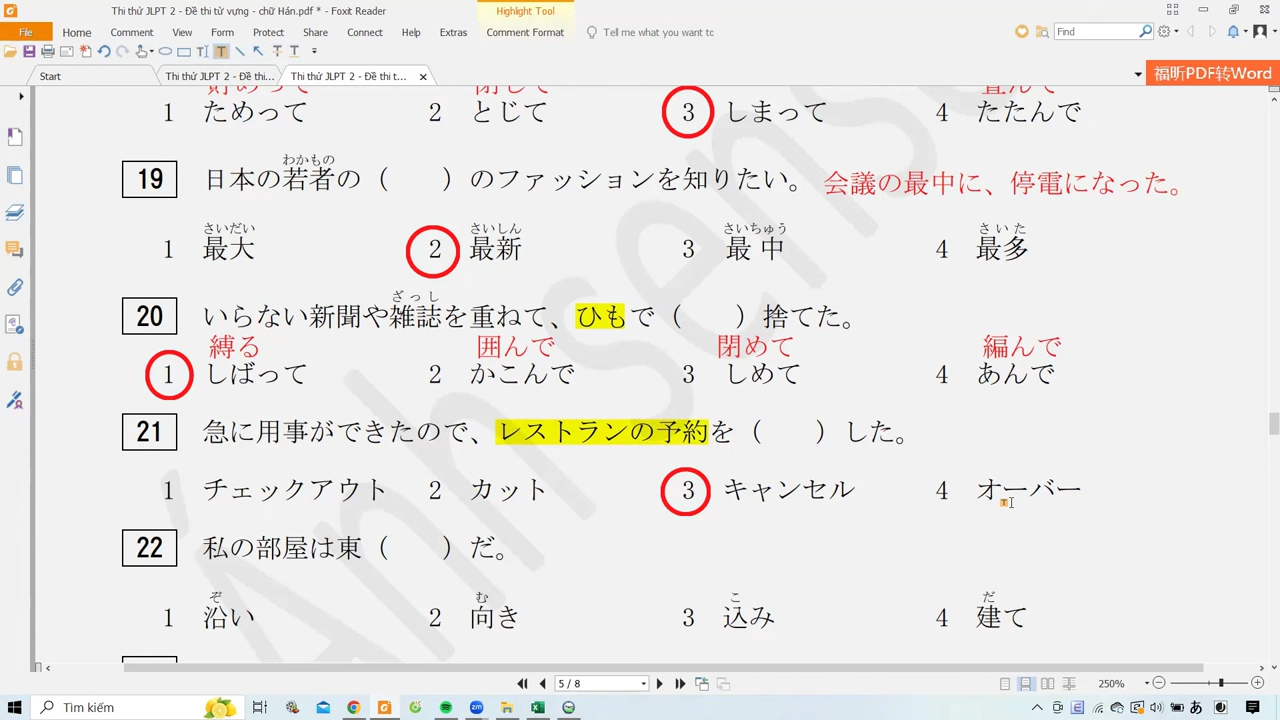 Thi thử JLPT 2 - Đề thi từ vựng - chữ Hán.pdf * - Foxit Reader
Highlight Tool
File Home Comment View Form Protect Share Connect Help Extras Comment Format Tell me what you want to Find
Start Thi thử JLPT 2 - Đề thi... Thi thử JLPT 2 - Đề thi t... 福昕PDF转Word
1 ためって 2 とじて 3 しまって 4 たたんで
わかもの
19 日本の若者の（　　）のファッションを知りたい。 会議の最中に、停電になった。
さいだい さいしん さいちゅう さいた
1 最大 2 最新 3 最中 4 最多
ざっし
20 いらない新聞や雑誌を重ねて、ひもで（　　）捨てた。
縛る 囲んで 閉めて 編んで
1 しばって 2 かこんで 3 しめて 4 あんで
21 急に用事ができたので、レストランの予約を（　　）した。
1 チェックアウト 2 カット 3 キャンセル 4 オーバー
22 私の部屋は東（　　）だ。
ぞ む こ だ
1 沿い 2 向き 3 込み 4 建て
Ánh sensei
5 / 8 250%
Tìm kiếm